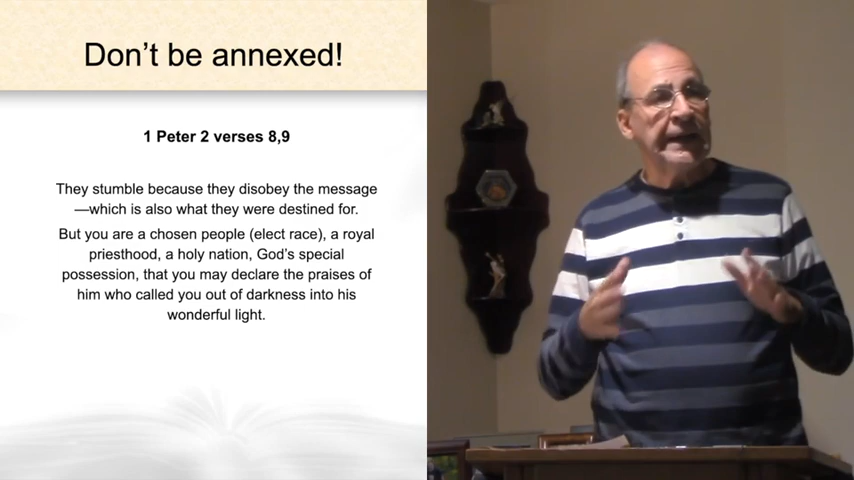 Don’t be annexed!
1 Peter 2 verses 8,9
They stumble because they disobey the message
—which is also what they were destined for.
But you are a chosen people (elect race), a royal
priesthood, a holy nation, God’s special
possession, that you may declare the praises of
him who called you out of darkness into his
wonderful light.